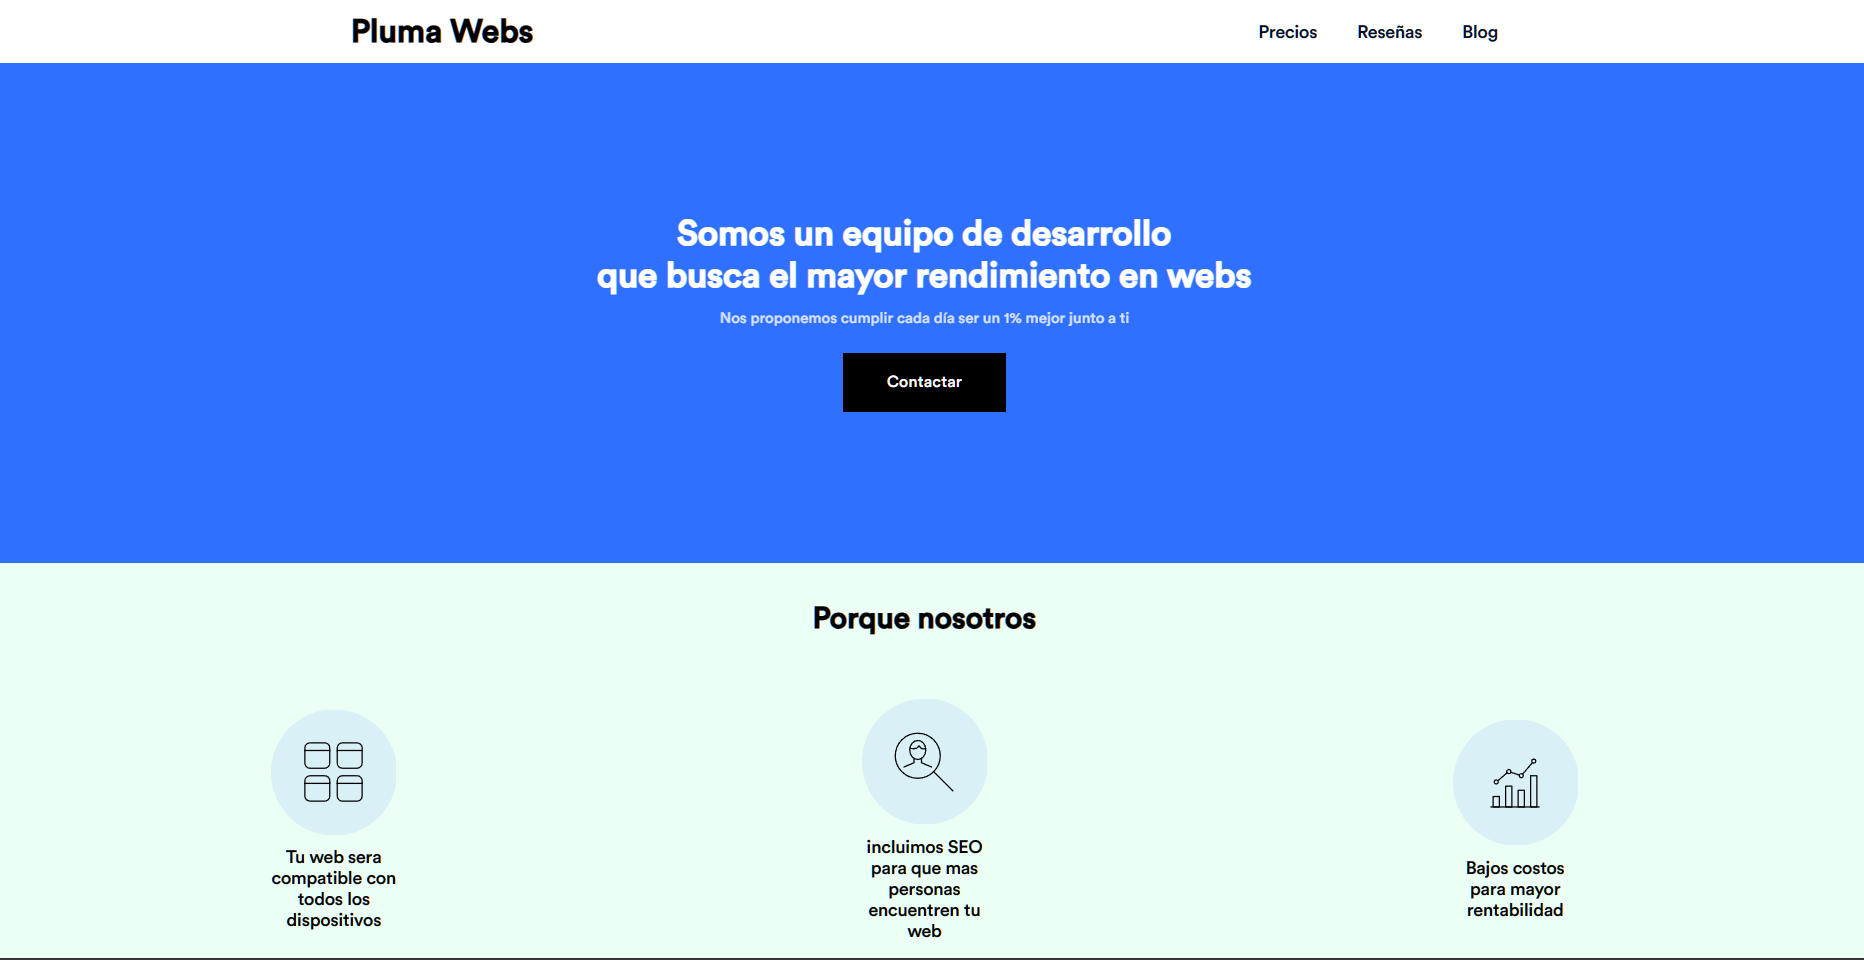 Pluma Webs
Precios
Reseñas
Blog
Somos un equipo de desarrollo
que busca el mayor rendimiento en webs
Nos proponemos cumplir cada día ser un 1% mejor junto a ti
Contactar
Porque nosotros
Tu web sera
compatible con
todos los
dispositivos
incluimos SEO
para que mas
personas
encuentren tu
web
Bajos costos
para mayor
rentabilidad